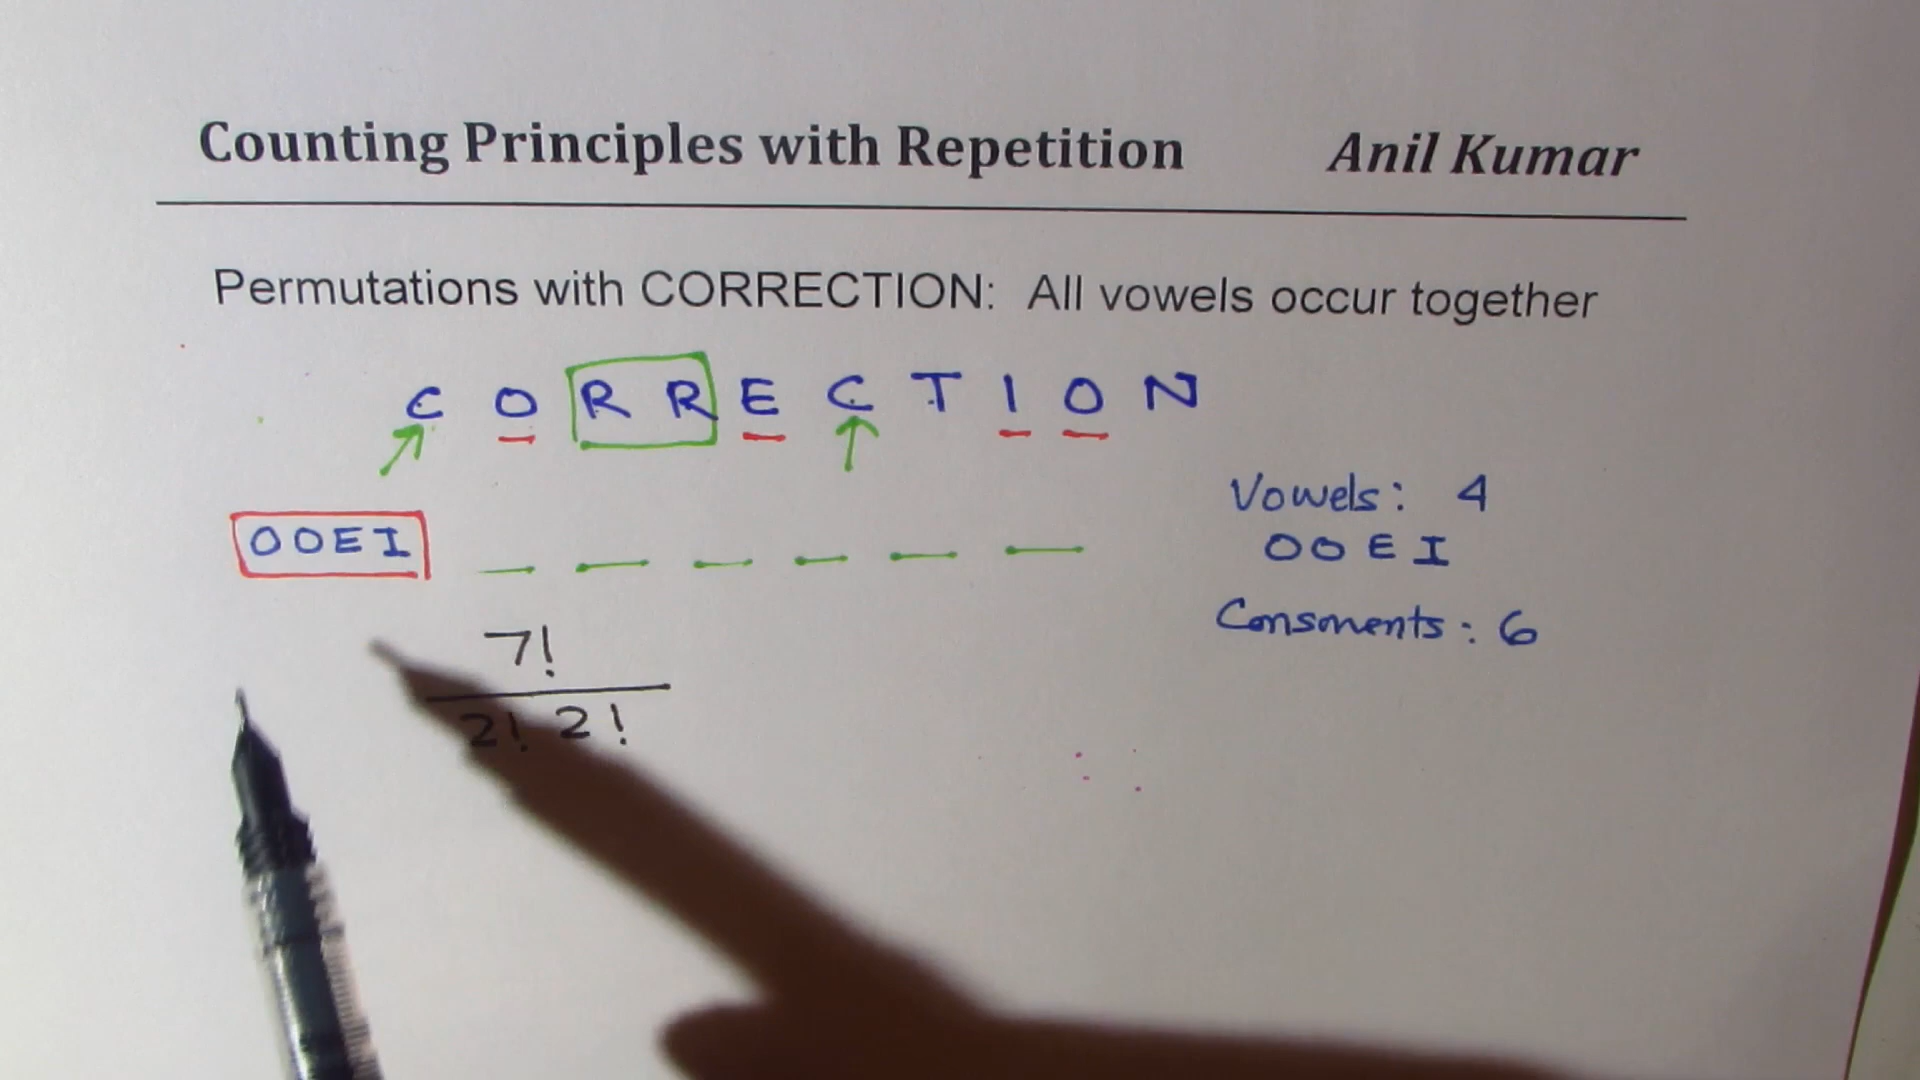 Counting Principles with Repetition Anil Kumar
Permutations with CORRECTION: All vowels occur together
C O R R E C T I O N
Vowels: 4
OOEI
OOEI
Consonents: 6
7!
2! 2!